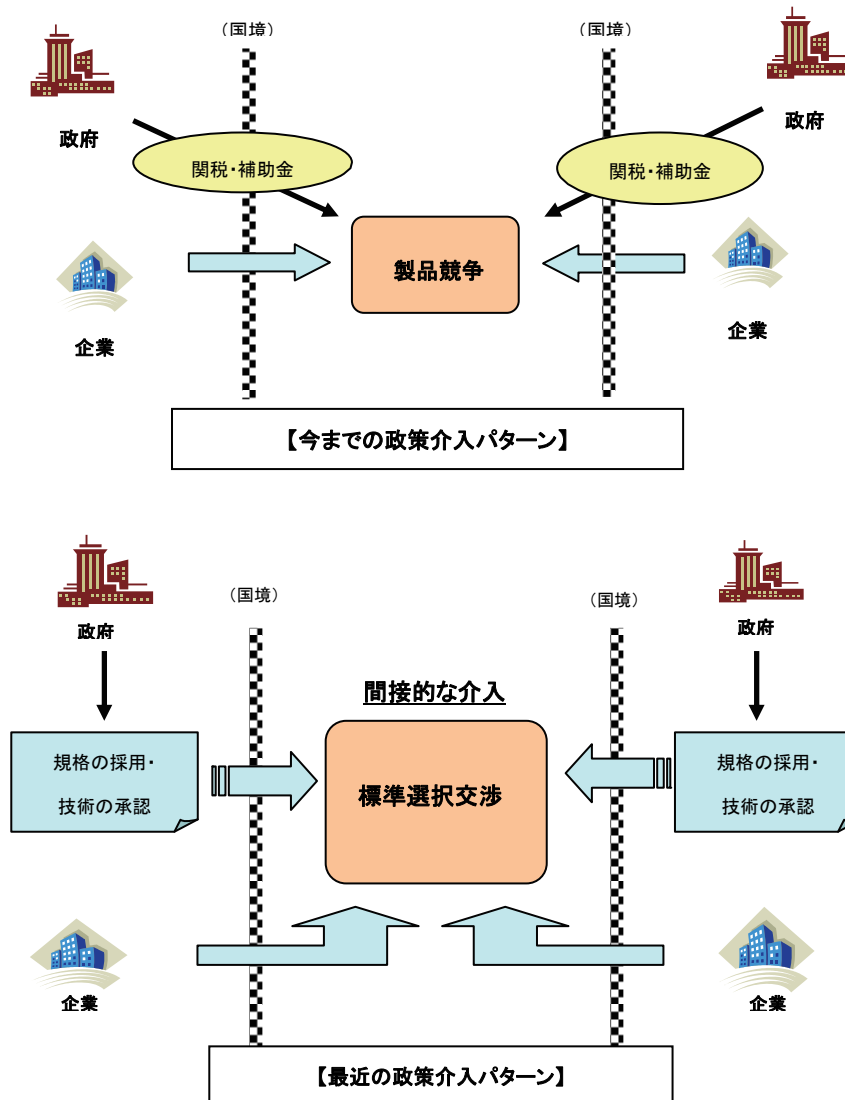 （国境）
（国境）
政府
政府
関税・補助金
関税・補助金
製品競争
企業
企業
【今までの政策介入パターン】
（国境）
（国境）
政府
政府
間接的な介入
規格の採用・
技術の承認
標準選択交渉
規格の採用・
技術の承認
企業
企業
【最近の政策介入パターン】